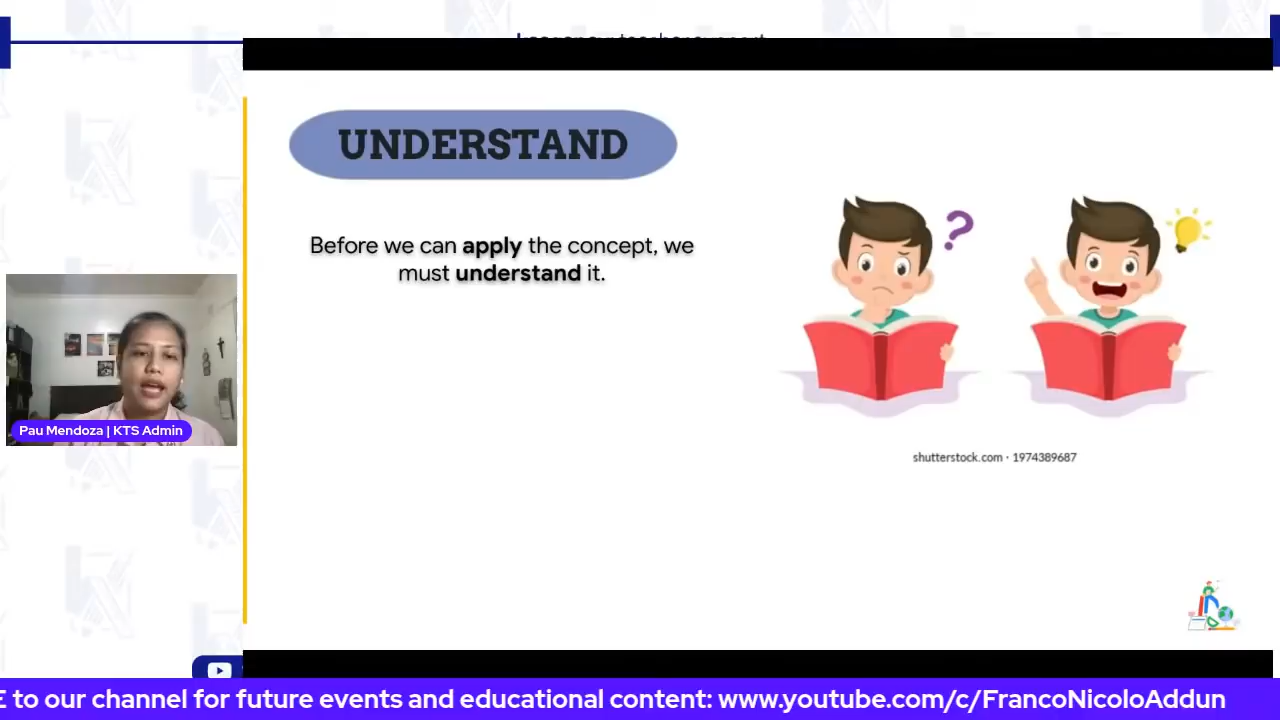 UNDERSTAND
Before we can apply the concept, we
must understand it.
?
shutterstock.com · 1974389687
Pau Mendoza | KTS Admin
E to our channel for future events and educational content: www.youtube.com/c/FrancoNicoloAddun